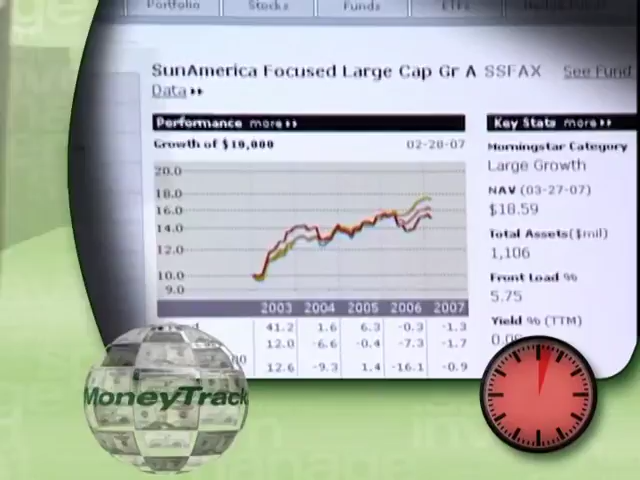 Portfolio Stocks Funds ETFs
SunAmerica Focused Large Cap Gr A SSFAX See Fund
Data
Performance more
Key Stats more
Growth of $10,000 02-28-07
Morningstar Category
Large Growth
NAV (03-27-07)
$18.59
Total Assets($mil)
1,106
Front Load %
5.75
Yield % (TTM)
20.0
18.0
16.0
14.0
12.0
10.0
9.0
2003 2004 2005 2006 2007
41.2 1.6 6.3 -0.3 -1.3
12.0 -6.6 -0.4 -7.3 -1.7
12.6 -9.3 1.4 -16.1 -0.9
MoneyTrack